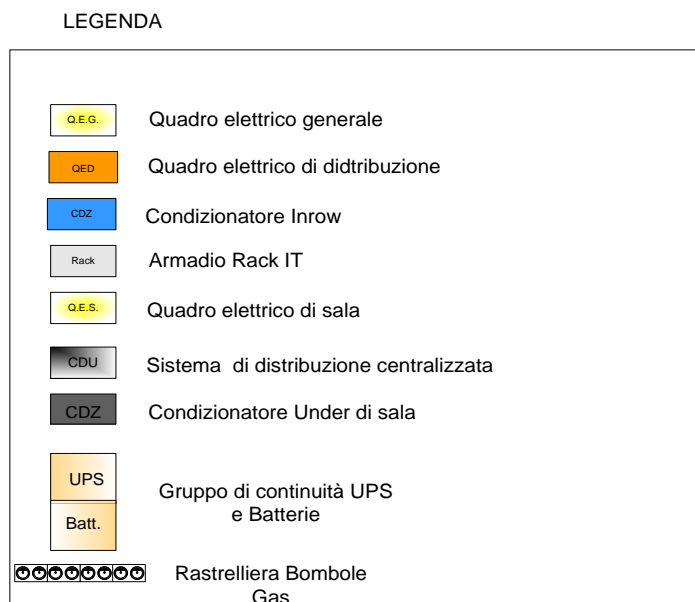 LEGENDA
Q.E.G. Quadro elettrico generale
QED Quadro elettrico di didtribuzione
CDZ Condizionatore Inrow
Rack Armadio Rack IT
Q.E.S. Quadro elettrico di sala
CDU Sistema di distribuzione centralizzata
CDZ Condizionatore Under di sala
UPS Gruppo di continuità UPS
Batt. e Batterie
Rastrelliera Bombole
Gas